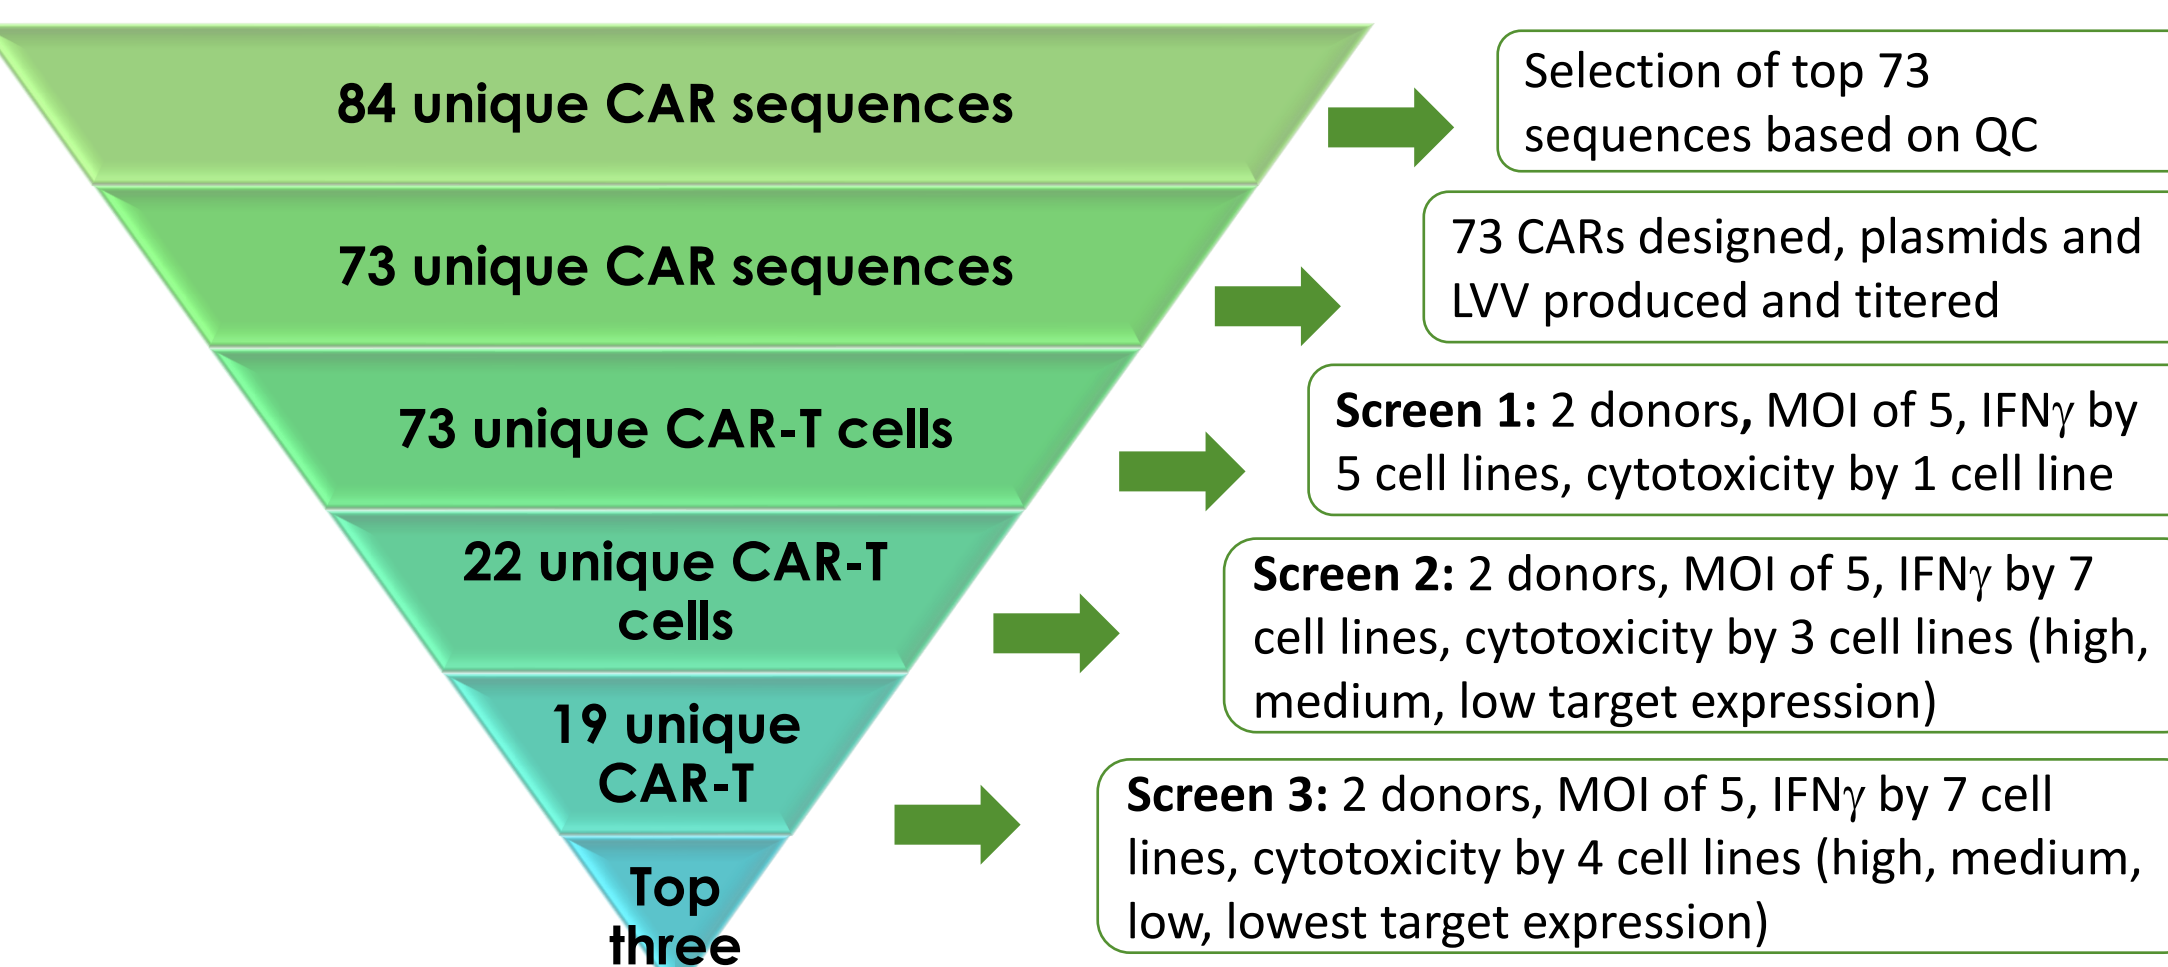 84 unique CAR sequences
Selection of top 73
sequences based on QC
73 unique CAR sequences
73 CARs designed, plasmids and
LVV produced and titered
73 unique CAR-T cells
Screen 1: 2 donors, MOI of 5, IFNγ by
5 cell lines, cytotoxicity by 1 cell line
22 unique CAR-T
cells
Screen 2: 2 donors, MOI of 5, IFNγ by 7
cell lines, cytotoxicity by 3 cell lines (high,
medium, low target expression)
19 unique
CAR-T
Screen 3: 2 donors, MOI of 5, IFNγ by 7 cell
lines, cytotoxicity by 4 cell lines (high, medium,
low, lowest target expression)
Top
three